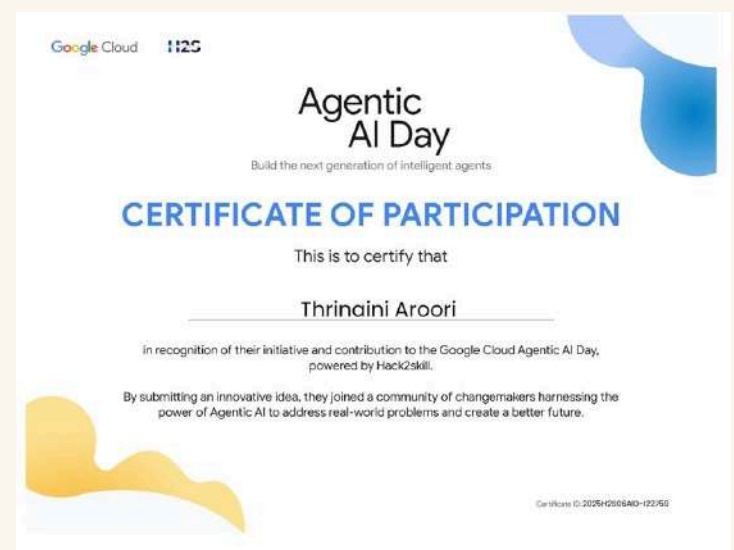 Google Cloud H2S
Agentic
AI Day
Build the next generation of intelligent agents
CERTIFICATE OF PARTICIPATION
This is to certify that
Thrinaini Aroori
in recognition of their initiative and contribution to the Google Cloud Agentic AI Day,
powered by Hack2skill.
By submitting an innovative idea, they joined a community of changemakers harnessing the
power of Agentic AI to address real-world problems and create a better future.
Certificate ID: